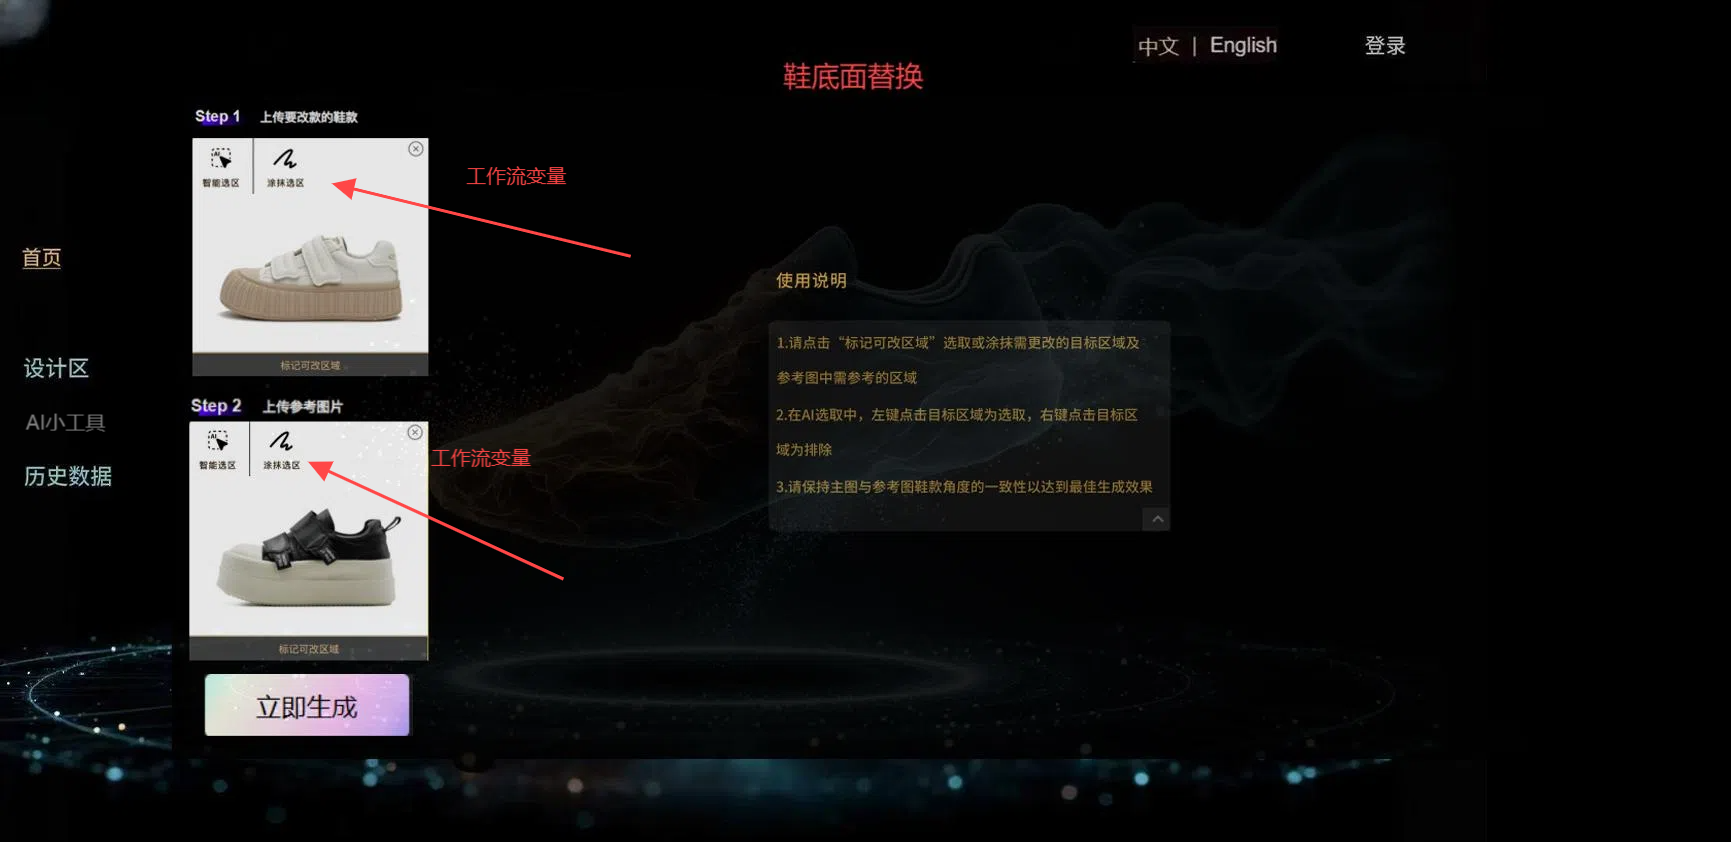 中文 | English
登录
鞋底面替换
Step 1 上传要改款的鞋款
AI
智能选区
涂抹选区
工作流变量
标记可改区域
首页
设计区
AI小工具
历史数据
Step 2 上传参考图片
AI
智能选区
涂抹选区
工作流变量
标记可改区域
立即生成
使用说明
1.请点击“标记可改区域”选取或涂抹需更改的目标区域及
参考图中需参考的区域
2.在AI选取中，左键点击目标区域为选取，右键点击目标区
域为排除
3.请保持主图与参考图鞋款角度的一致性以达到最佳生成效果